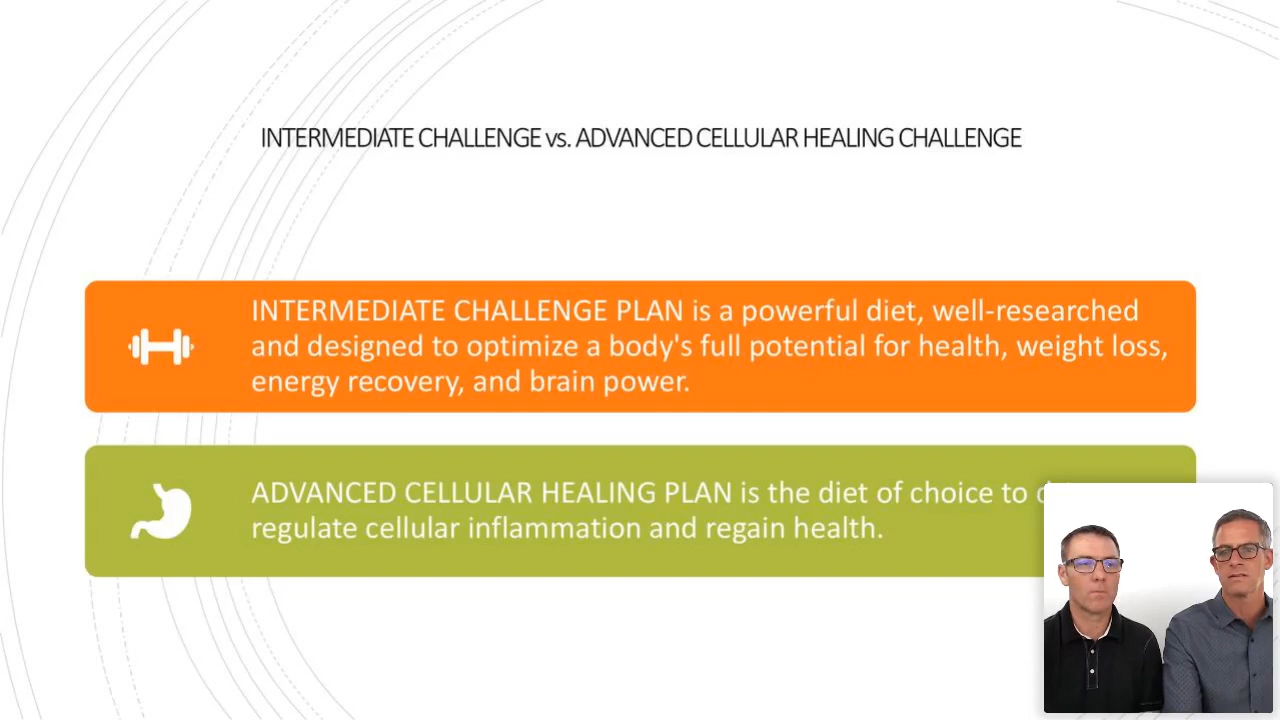 INTERMEDIATE CHALLENGE vs. ADVANCED CELLULAR HEALING CHALLENGE
INTERMEDIATE CHALLENGE PLAN is a powerful diet, well-researched
and designed to optimize a body's full potential for health, weight loss,
energy recovery, and brain power.
ADVANCED CELLULAR HEALING PLAN is the diet of choice to
regulate cellular inflammation and regain health.